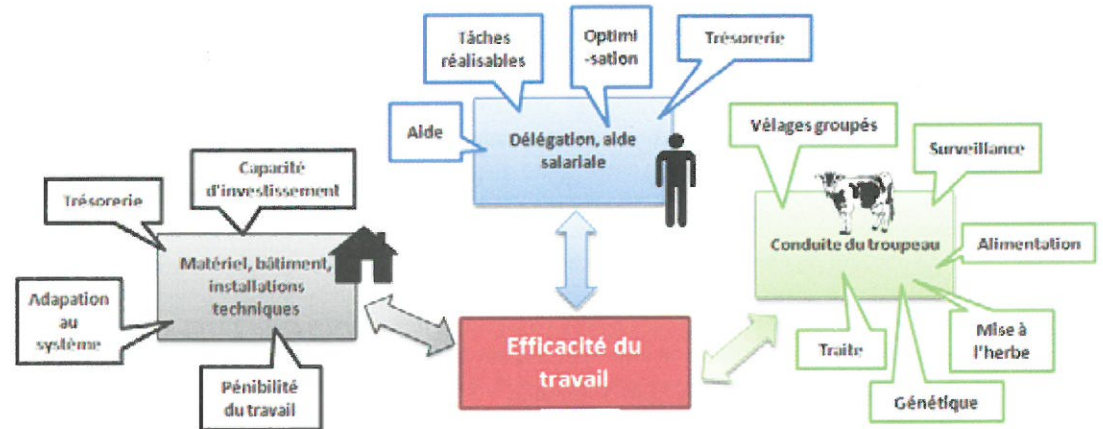 Tâches
réalisables
Optimi
-sation
Trésorerie
Aide
Délégation, aide
salariale
Capacité
d'investissement
Trésorerie
Matériel, bâtiment,
installations
techniques
Adapation
au
système
Pénibilité
du travail
Vélages groupés
Surveillance
Conduite du troupeau
Alimentation
Mise à
l'herbe
Traite
Génétique
Efficacité du
travail